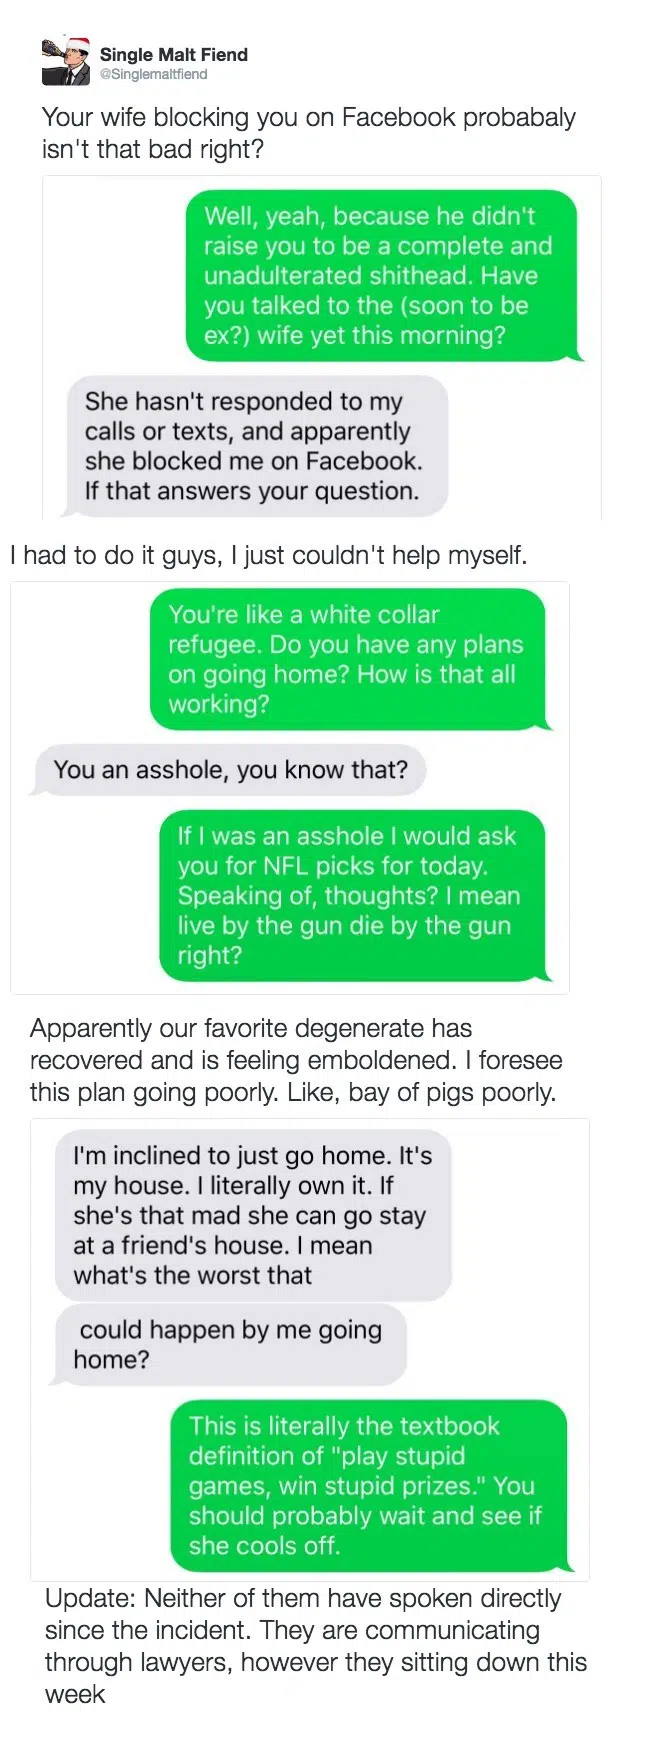 Single Malt Fiend
@Singlemaltfiend
Your wife blocking you on Facebook probabaly
isn't that bad right?
Well, yeah, because he didn't
raise you to be a complete and
unadulterated shithead. Have
you talked to the (soon to be
ex?) wife yet this morning?
She hasn't responded to my
calls or texts, and apparently
she blocked me on Facebook.
If that answers your question.
I had to do it guys, I just couldn't help myself.
You're like a white collar
refugee. Do you have any plans
on going home? How is that all
working?
You an asshole, you know that?
If I was an asshole I would ask
you for NFL picks for today.
Speaking of, thoughts? I mean
live by the gun die by the gun
right?
Apparently our favorite degenerate has
recovered and is feeling emboldened. I foresee
this plan going poorly. Like, bay of pigs poorly.
I'm inclined to just go home. It's
my house. I literally own it. If
she's that mad she can go stay
at a friend's house. I mean
what's the worst that
could happen by me going
home?
This is literally the textbook
definition of "play stupid
games, win stupid prizes." You
should probably wait and see if
she cools off.
Update: Neither of them have spoken directly
since the incident. They are communicating
through lawyers, however they sitting down this
week